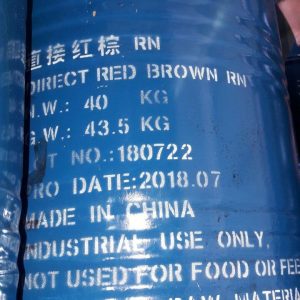 直接红棕 RN
DIRECT RED BROWN RN
N.W.: 40 KG
G.W.: 43.5 KG
NO.:180722
PRO DATE:2018.07
MADE IN CHINA
INDUSTRIAL USE ONLY,
NOT USED FOR FOOD OR FEE
MATERI